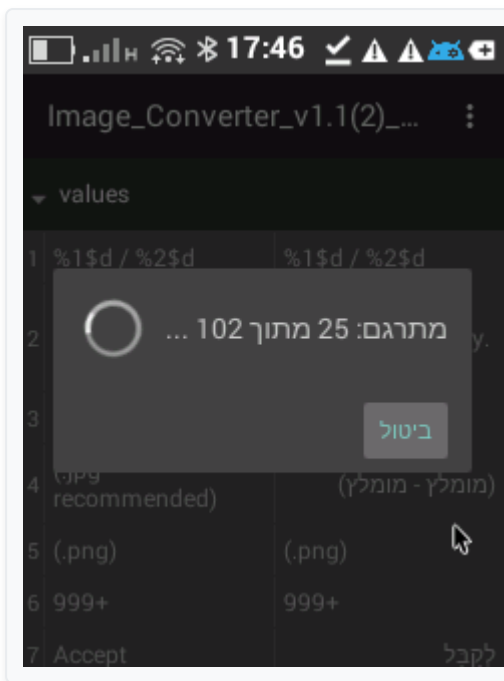 H 17:46
Image_Converter_v1.1(2)_...
values
1 %1$d / %2$d %1$d / %2$d
מתרגם: 25 מתוך 102 ...
2 y.
3
ביטול
4 (.jpg (מומלץ - מומלץ)
recommended)
5 (.png) (.png)
6 999+ 999+
7 Accept לְקַבֵּל